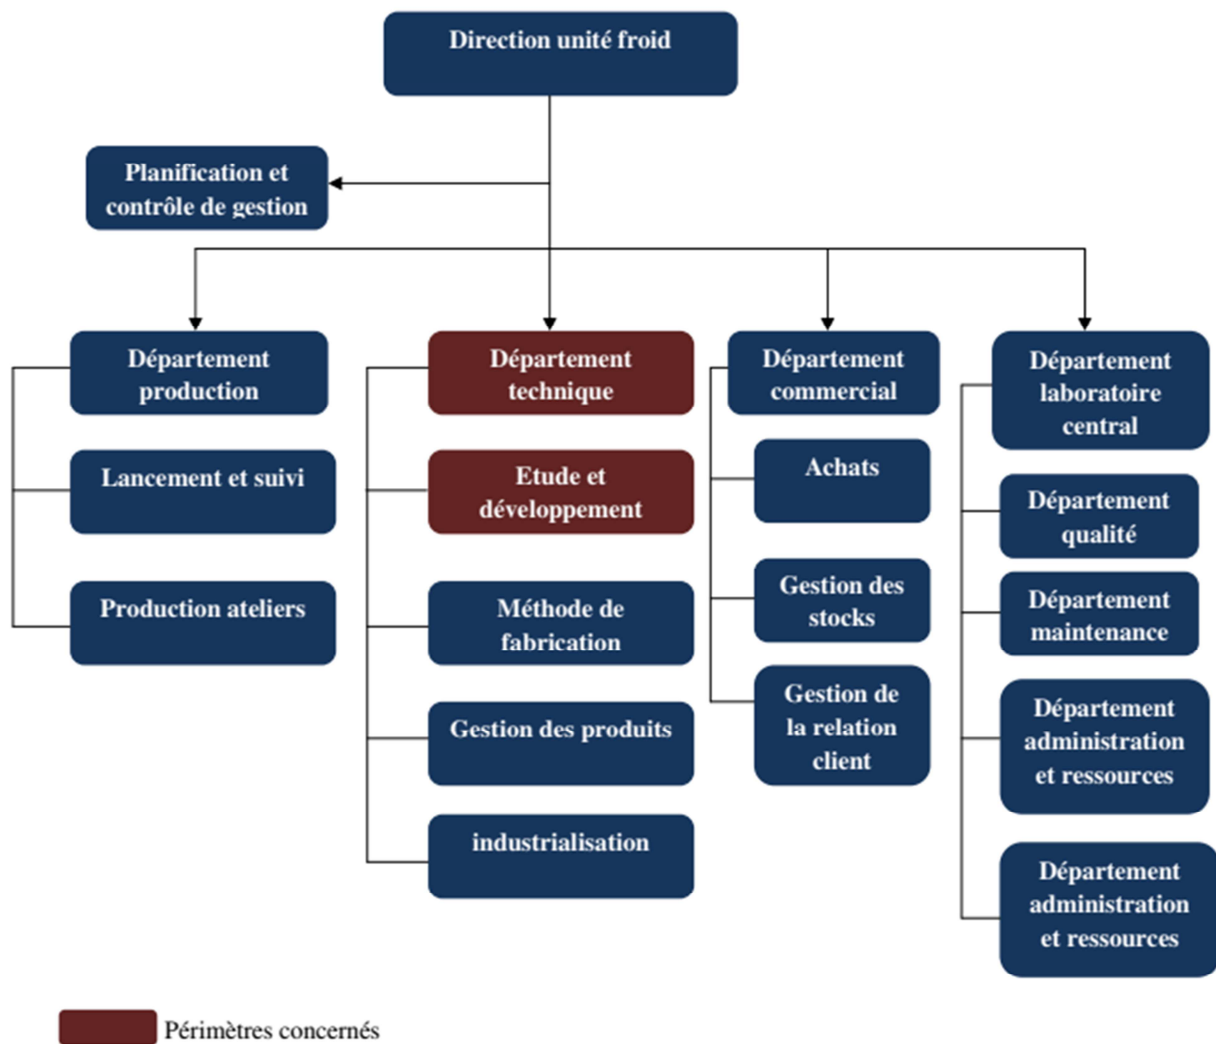 Direction unité froid
Planification et
contrôle de gestion
Département
production
Lancement et suivi
Production ateliers
Département
technique
Etude et
développement
Méthode de
fabrication
Gestion des produits
industrialisation
Département
commercial
Achats
Gestion des
stocks
Gestion de
la relation
client
Département
laboratoire
central
Département
qualité
Département
maintenance
Département
administration
et ressources
Département
administration
et ressources
Périmètres concernés